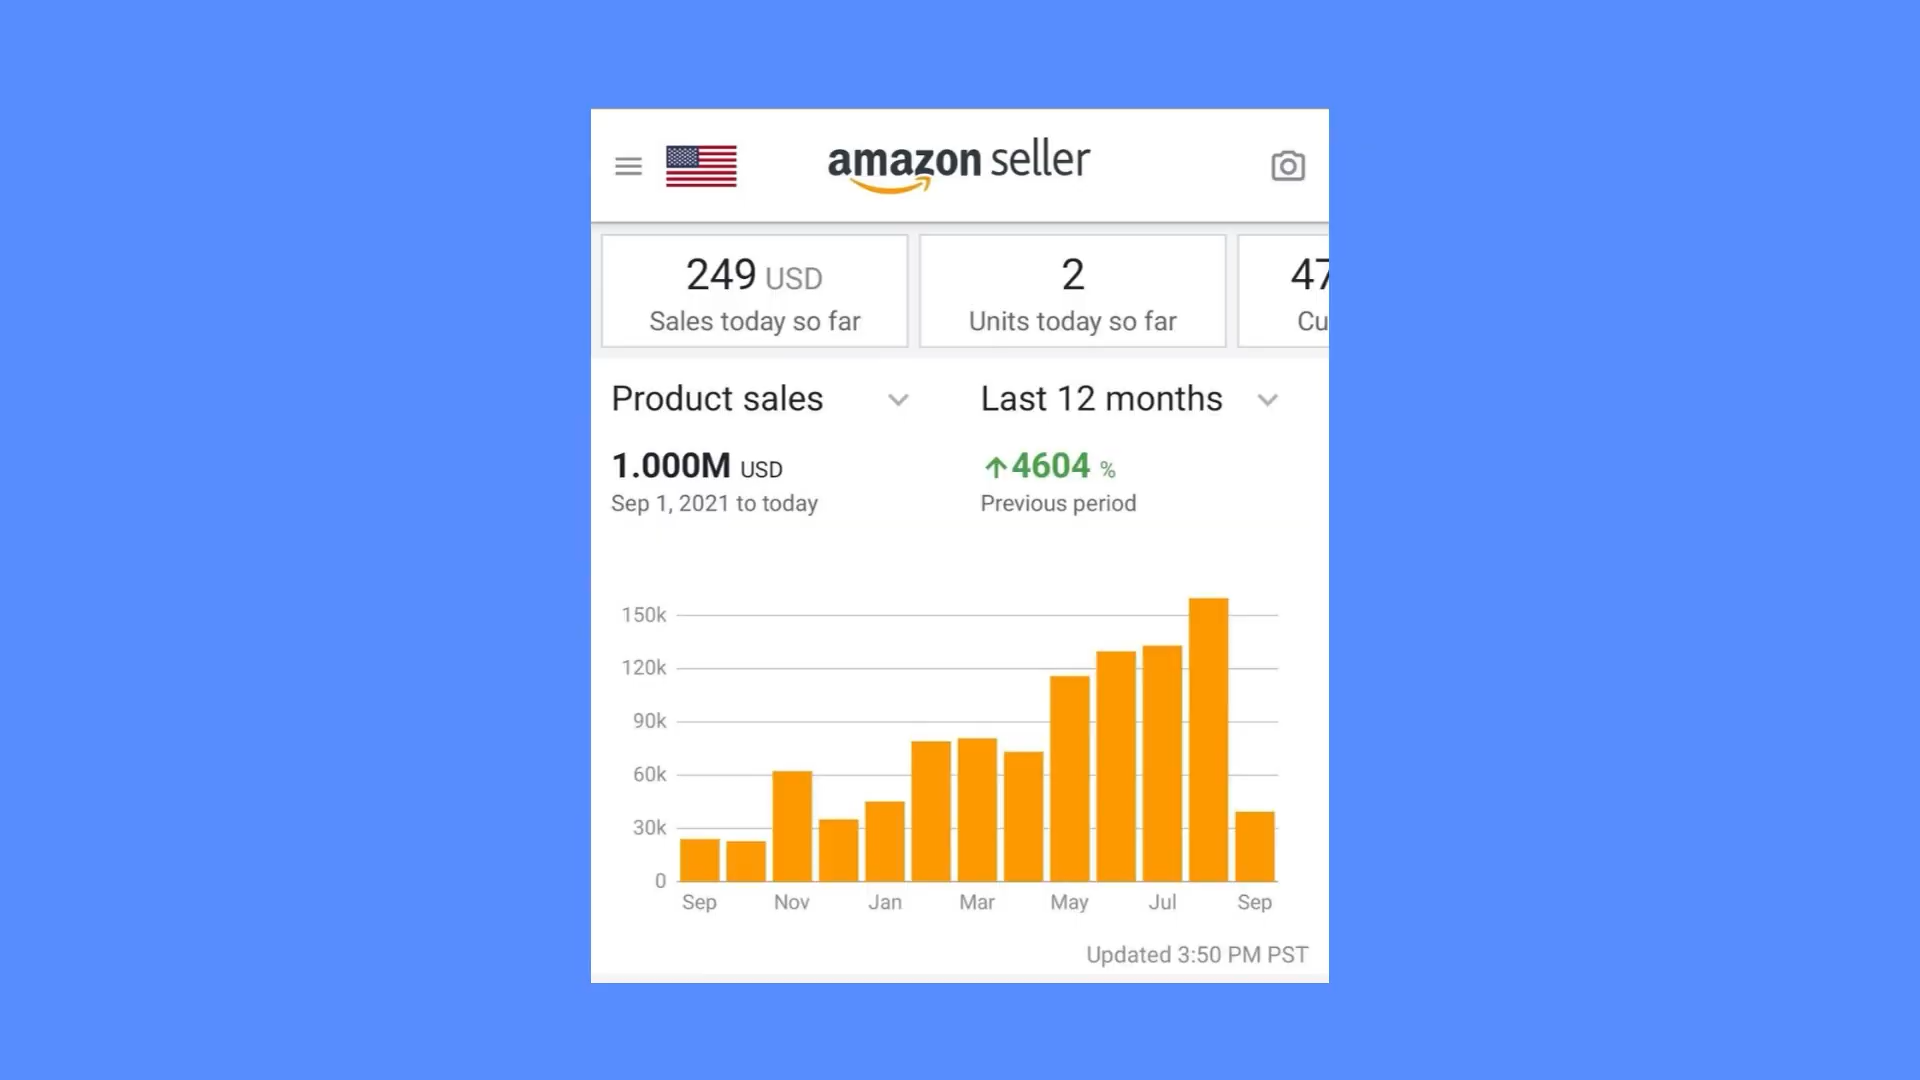 amazon seller
249 USD
Sales today so far
2
Units today so far
47
Cu
Product sales
Last 12 months
1.000M USD
Sep 1, 2021 to today
↑4604 %
Previous period
150k
120k
90k
60k
30k
0
Sep Nov Jan Mar May Jul Sep
Updated 3:50 PM PST